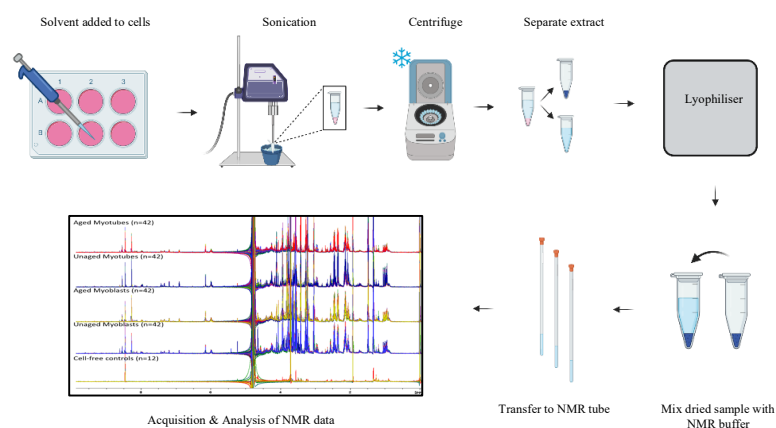 Solvent added to cells
Sonication
Centrifuge
Separate extract
1 2 3
A
B
Lyophiliser
Aged Myotubes (n=42)
Unaged Myotubes (n=42)
Aged Myoblasts (n=42)
Unaged Myoblasts (n=42)
Cell-free controls (n=12)
Acquisition & Analysis of NMR data
Transfer to NMR tube
Mix dried sample with
NMR buffer